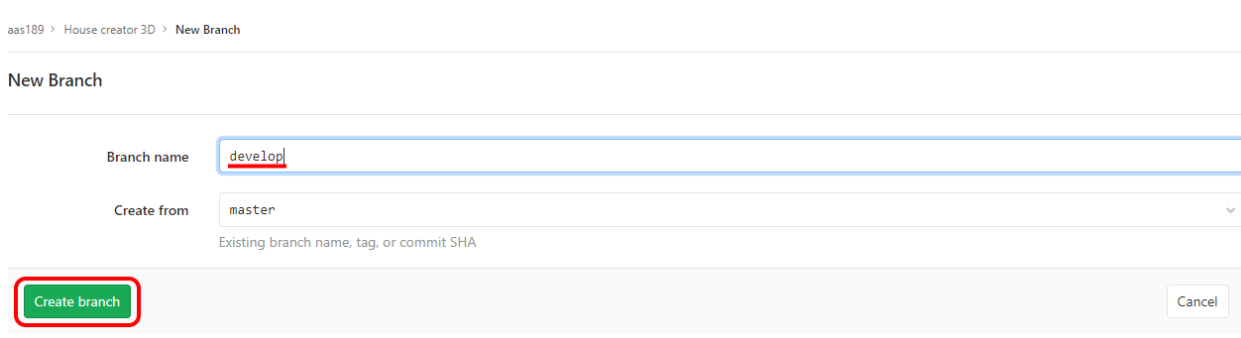 aas189 > House creator 3D > New Branch
New Branch
Branch name develop
Create from master
Existing branch name, tag, or commit SHA
Create branch Cancel